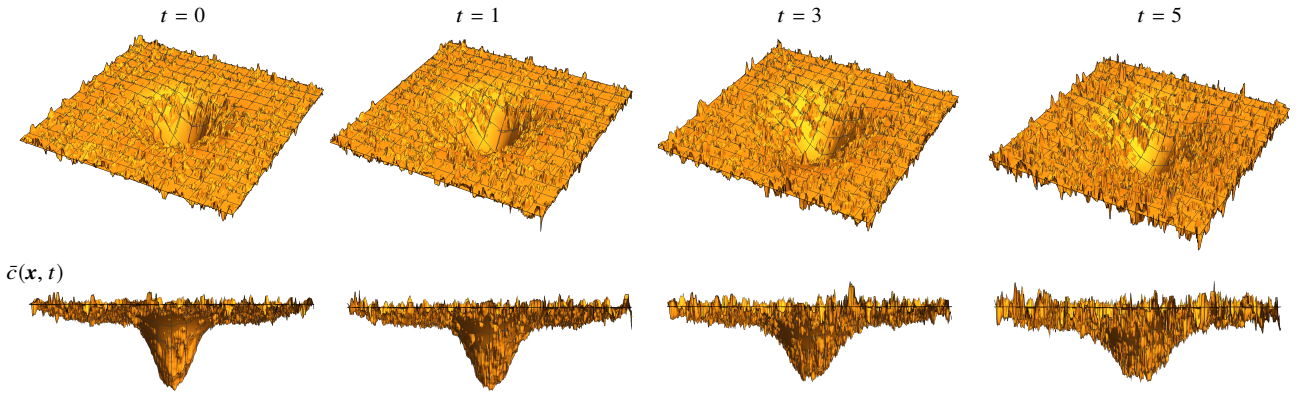 t = 0 t = 1 t = 3 t = 5
c̄(x, t)